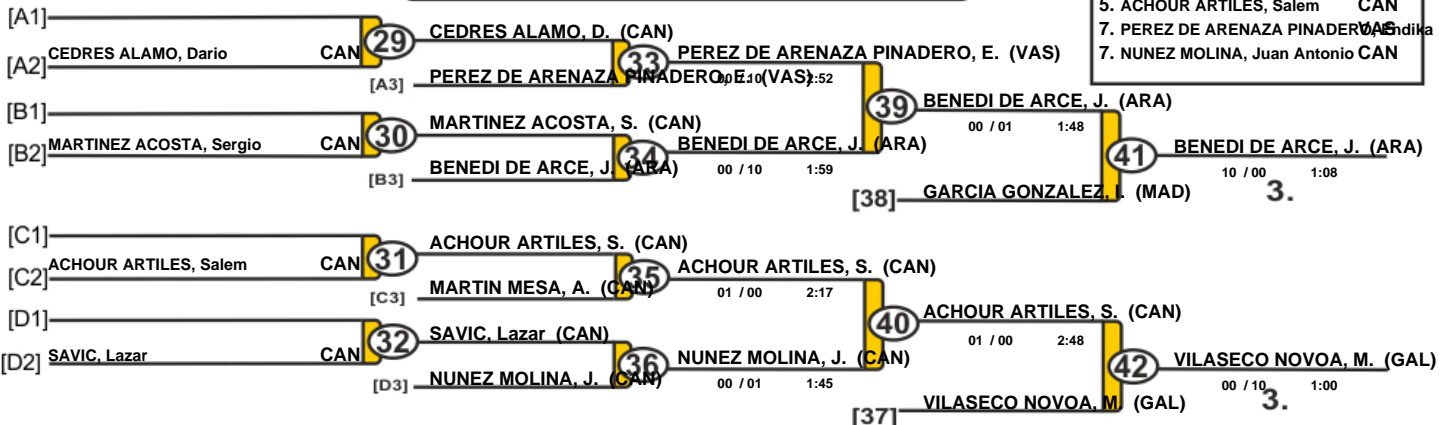 5. ACHOUR ARTILES, Salem CAN
7. PEREZ DE ARENAZA PINADERO, Endika VAS
7. NUNEZ MOLINA, Juan Antonio CAN
[A1]
[A2] CEDRES ALAMO, Dario CAN
29
CEDRES ALAMO, D. (CAN)
[A3] PEREZ DE ARENAZA PINADERO, E. (VAS)
33
PEREZ DE ARENAZA PINADERO, E. (VAS)
00 / 10 2:52
[B1]
[B2] MARTINEZ ACOSTA, Sergio CAN
30
MARTINEZ ACOSTA, S. (CAN)
[B3] BENEDI DE ARCE, J. (ARA)
34
BENEDI DE ARCE, J. (ARA)
00 / 10 1:59
39
BENEDI DE ARCE, J. (ARA)
00 / 01 1:48
[38] GARCIA GONZALEZ, I. (MAD)
41
BENEDI DE ARCE, J. (ARA)
10 / 00 1:08
3.
[C1]
[C2] ACHOUR ARTILES, Salem CAN
31
ACHOUR ARTILES, S. (CAN)
[C3] MARTIN MESA, A. (CAN)
35
ACHOUR ARTILES, S. (CAN)
01 / 00 2:17
[D1]
[D2] SAVIC, Lazar CAN
32
SAVIC, Lazar (CAN)
[D3] NUNEZ MOLINA, J. (CAN)
36
NUNEZ MOLINA, J. (CAN)
00 / 01 1:45
40
ACHOUR ARTILES, S. (CAN)
01 / 00 2:48
[37] VILASECO NOVOA, M. (GAL)
42
VILASECO NOVOA, M. (GAL)
00 / 10 1:00
3.